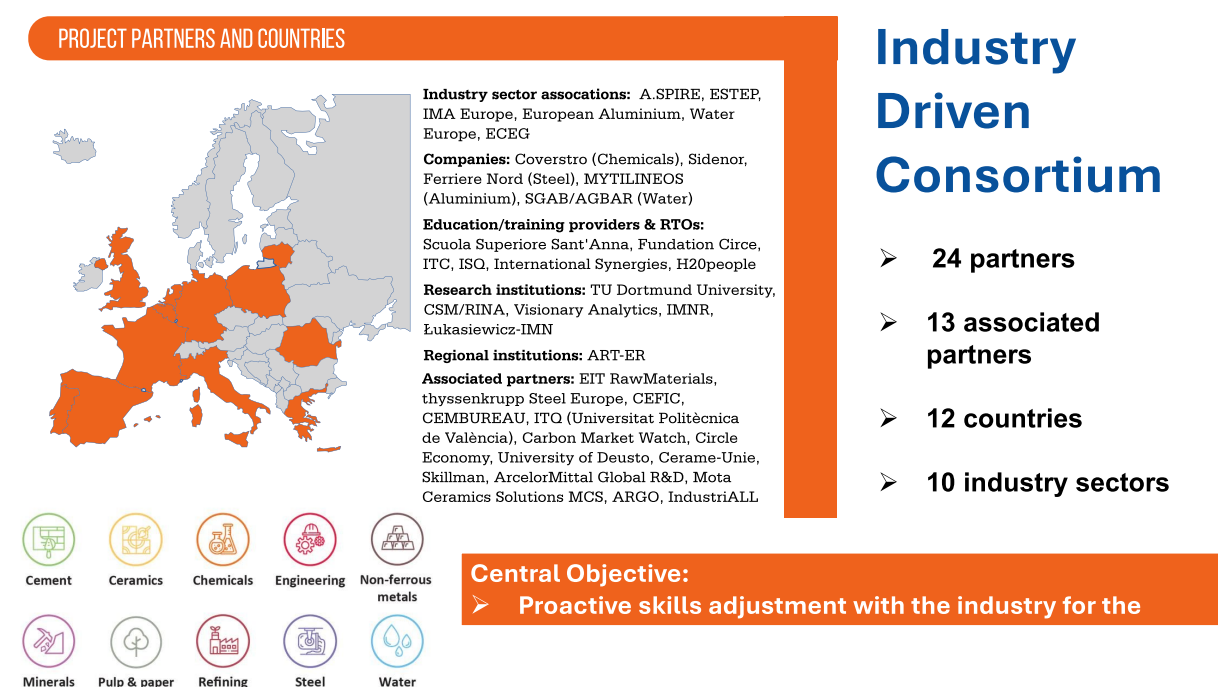 PROJECT PARTNERS AND COUNTRIES
Industry sector assocations: A.SPIRE, ESTEP,
IMA Europe, European Aluminium, Water
Europe, ECEG
Companies: Coverstro (Chemicals), Sidenor,
Ferriere Nord (Steel), MYTILINEOS
(Aluminium), SGAB/AGBAR (Water)
Education/training providers & RTOs:
Scuola Superiore Sant'Anna, Fundation Circe,
ITC, ISQ, International Synergies, H20people
Research institutions: TU Dortmund University,
CSM/RINA, Visionary Analytics, IMNR,
Łukasiewicz-IMN
Regional institutions: ART-ER
Associated partners: EIT RawMaterials,
thyssenkrupp Steel Europe, CEFIC,
CEMBUREAU, ITQ (Universitat Politècnica
de València), Carbon Market Watch, Circle
Economy, University of Deusto, Cerame-Unie,
Skillman, ArcelorMittal Global R&D, Mota
Ceramics Solutions MCS, ARGO, IndustriALL
Industry
Driven
Consortium
➢ 24 partners
➢ 13 associated
partners
➢ 12 countries
➢ 10 industry sectors
Cement
Ceramics
Chemicals
Engineering
Non-ferrous
metals
Minerals
Pulp & paper
Refining
Steel
Water
Central Objective:
➢ Proactive skills adjustment with the industry for the